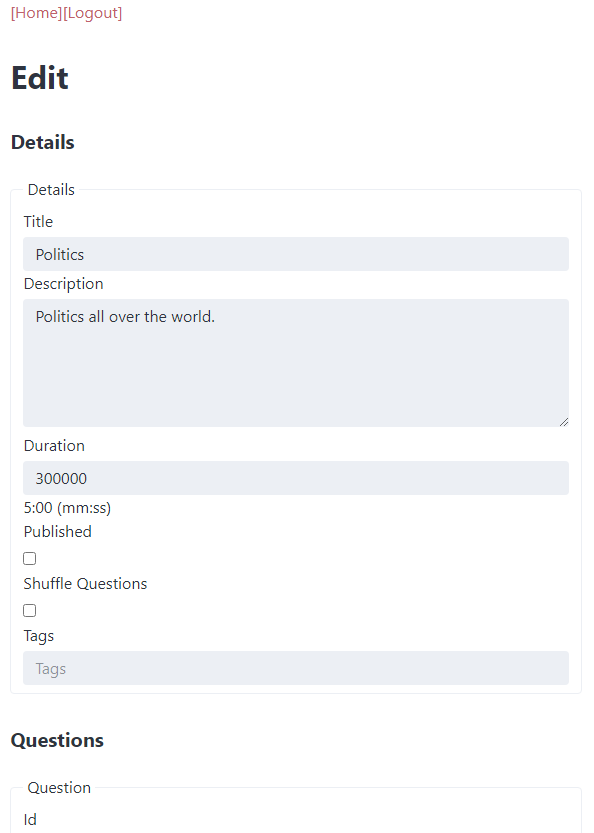 [Home][Logout]
Edit
Details
Details
Title
Politics
Description
Politics all over the world.
Duration
300000
5:00 (mm:ss)
Published
Shuffle Questions
Tags
Tags
Questions
Question
Id